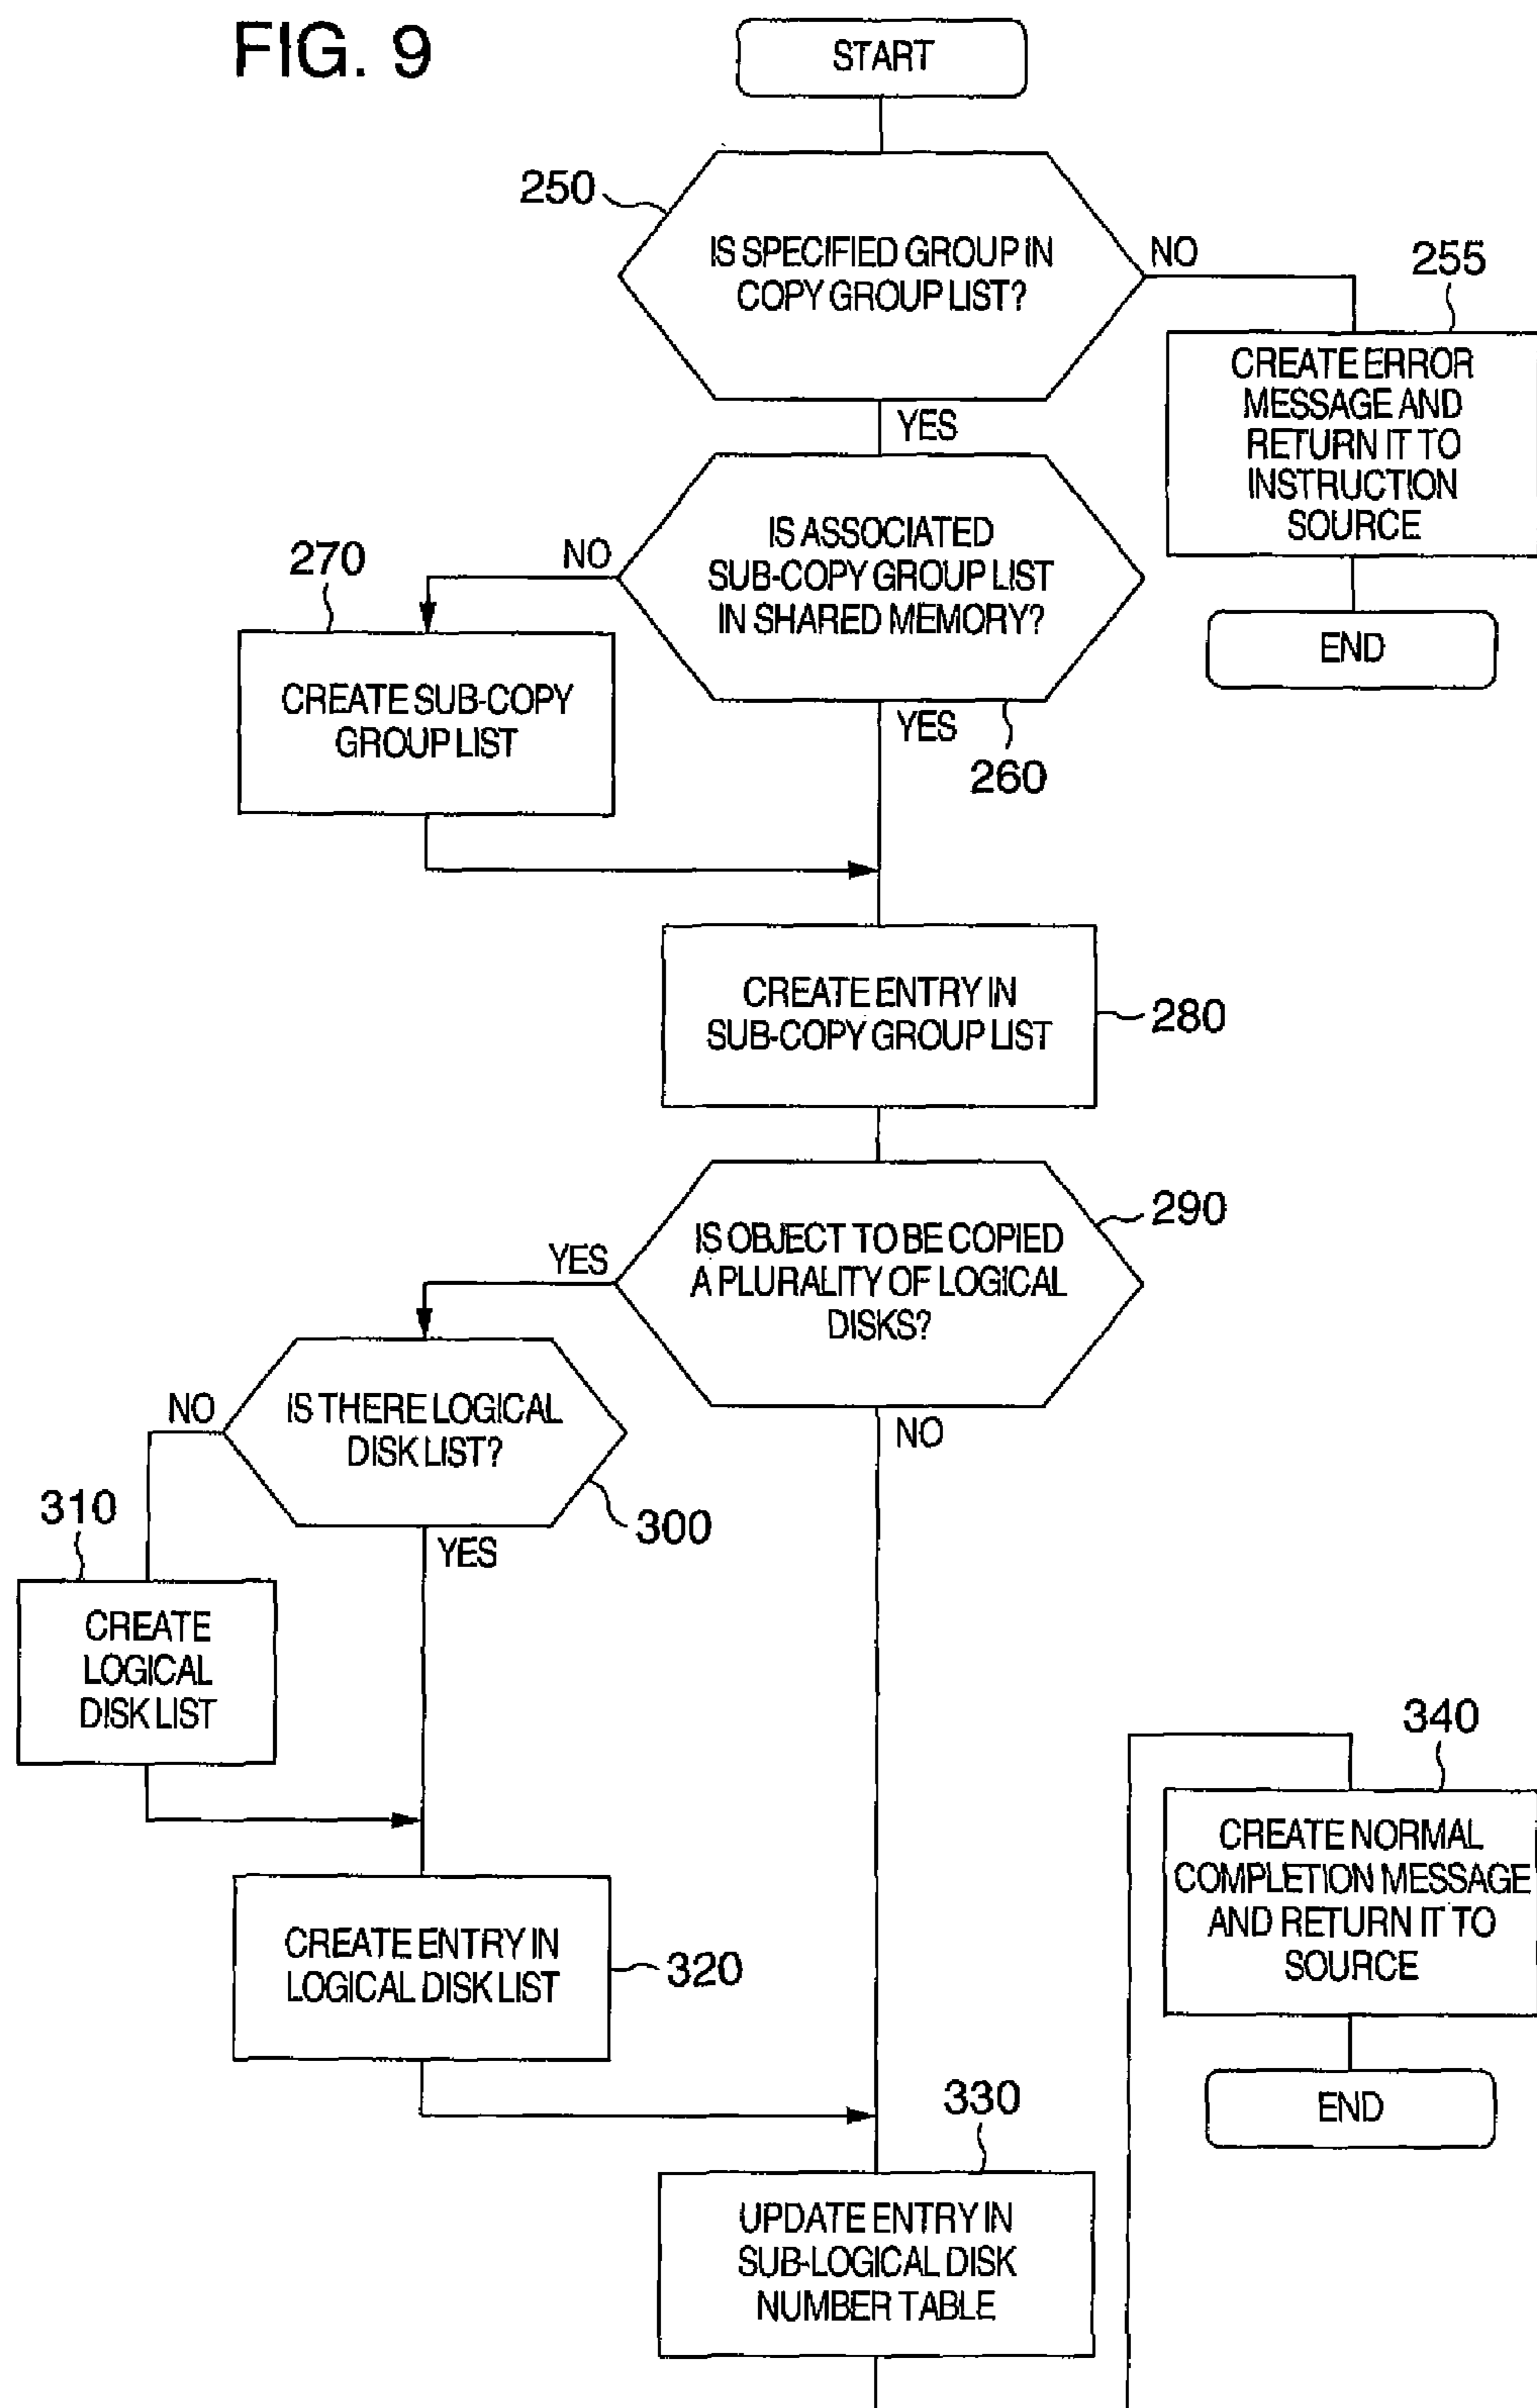 FIG. 9
START
250
IS SPECIFIED GROUP IN
COPY GROUP LIST?
NO
255
CREATE ERROR
MESSAGE AND
RETURN IT TO
INSTRUCTION
SOURCE
END
YES
IS ASSOCIATED
SUB-COPY GROUP LIST
IN SHARED MEMORY?
NO
270
CREATE SUB-COPY
GROUP LIST
YES
260
CREATE ENTRY IN
SUB-COPY GROUP LIST
280
290
IS OBJECT TO BE COPIED
A PLURALITY OF LOGICAL
DISKS?
YES
NO
IS THERE LOGICAL
DISK LIST?
NO
300
YES
310
CREATE
LOGICAL
DISK LIST
CREATE ENTRY IN
LOGICAL DISK LIST
320
330
UPDATE ENTRY IN
SUB-LOGICAL DISK
NUMBER TABLE
340
CREATE NORMAL
COMPLETION MESSAGE
AND RETURN IT TO
SOURCE
END